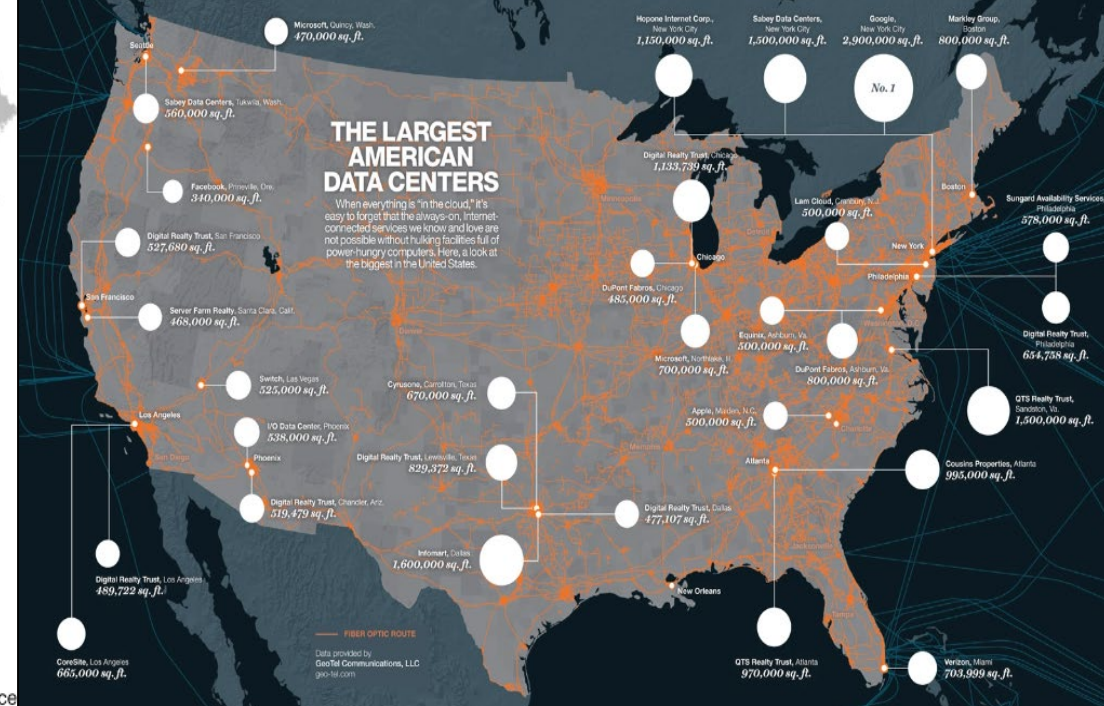 Microsoft, Quincy, Wash.
470,000 sq. ft.
Hopone Internet Corp.,
New York City
1,150,000 sq. ft.
Sabey Data Centers,
New York City
1,500,000 sq. ft.
Google,
New York City
2,900,000 sq. ft.
Markley Group,
Boston
800,000 sq. ft.
No. 1
Seattle
Sabey Data Centers, Tukwila, Wash.
560,000 sq. ft.
THE LARGEST
AMERICAN
DATA CENTERS
When everything is "in the cloud," it's
easy to forget that the always-on, Internet-
connected services we know and love are
not possible without hulking facilities full of
power-hungry computers. Here, a look at
the biggest in the United States.
Digital Realty Trust, Chicago
1,133,739 sq. ft.
Facebook, Prineville, Ore.
340,000 sq. ft.
Minneapolis
Boston
Lam Cloud, Cranbury, N.J.
500,000 sq. ft.
Sungard Availability Services,
Philadelphia
578,000 sq. ft.
Digital Realty Trust, San Francisco
527,680 sq. ft.
Detroit
New York
Chicago
Philadelphia
DuPont Fabros, Chicago
485,000 sq. ft.
San Francisco
Server Farm Realty, Santa Clara, Calif.
468,000 sq. ft.
Denver
Washington
Equinix, Ashburn, Va.
500,000 sq. ft.
Digital Realty Trust,
Philadelphia
654,758 sq. ft.
Microsoft, Northlake, Il.
700,000 sq. ft.
DuPont Fabros, Ashburn, Va.
800,000 sq. ft.
Switch, Las Vegas
525,000 sq. ft.
Cyrusone, Carrollton, Texas
670,000 sq. ft.
QTS Realty Trust,
Sandston, Va.
1,500,000 sq. ft.
Los Angeles
I/O Data Center, Phoenix
538,000 sq. ft.
Apple, Maiden, N.C.
500,000 sq. ft.
Charlotte
Memphis
San Diego
Phoenix
Digital Realty Trust, Lewisville, Texas
829,372 sq. ft.
Atlanta
Cousins Properties, Atlanta
995,000 sq. ft.
Digital Realty Trust, Chandler, Ariz.
519,479 sq. ft.
Digital Realty Trust, Dallas
477,107 sq. ft.
Jacksonville
Infomart, Dallas
1,600,000 sq. ft.
Digital Realty Trust, Los Angeles
489,722 sq. ft.
New Orleans
Tampa
FIBER OPTIC ROUTE
Data provided by
GeoTel Communications, LLC
geo-tel.com
CoreSite, Los Angeles
665,000 sq. ft.
QTS Realty Trust, Atlanta
970,000 sq. ft.
Verizon, Miami
703,999 sq. ft.
ce